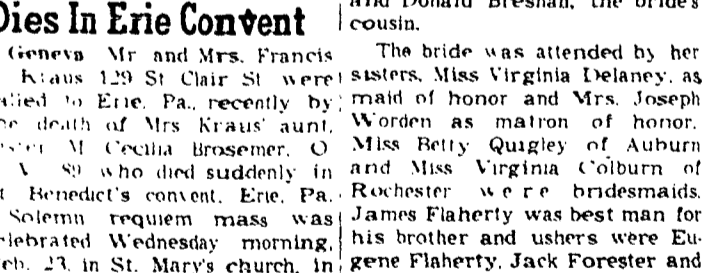 Dies In Erie Convent
Geneva Mr and Mrs. Francis
Kraus 129 St Clair St were
to Erie, Pa., recently by
death of Mrs Kraus' aunt,
M Cecilia Brosemer, O
89 who died suddenly in
Benedict's convent, Erie, Pa.
Solemn requiem mass was
celebrated Wednesday morning,
Feb. 23, in St. Mary's church, in
and Donald Bresnan, the bride's
cousin.
The bride was attended by her
sisters, Miss Virginia Delaney, as
maid of honor and Mrs. Joseph
Worden as matron of honor.
Miss Betty Quigley of Auburn
and Miss Virginia Colburn of
Rochester were bridesmaids.
James Flaherty was best man for
his brother and ushers were Eu-
gene Flaherty, Jack Forester and